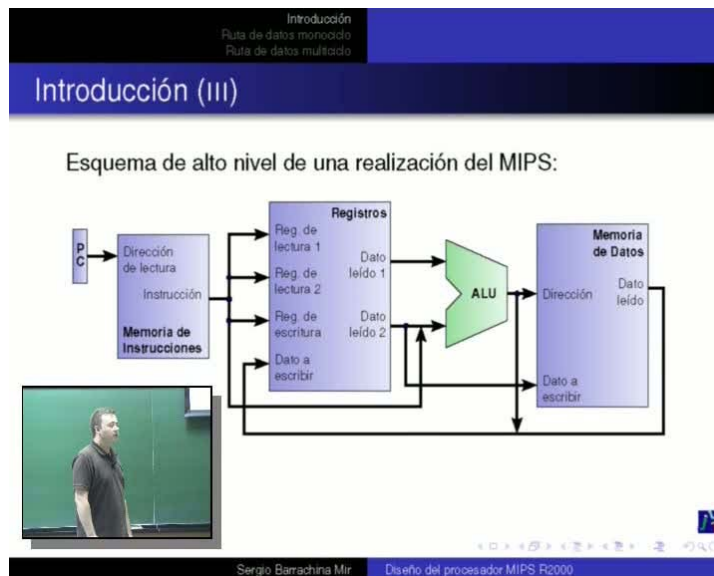 Introducción
Ruta de datos monociclo
Ruta de datos multiciclo
Introducción (III)
Esquema de alto nivel de una realización del MIPS:
PC
Dirección
de lectura
Instrucción
Memoria de
Instrucciones
Registros
Reg. de
lectura 1
Reg. de
lectura 2
Reg. de
escritura
Dato a
escribir
Dato
leído 1
Dato
leído 2
ALU
Memoria
de Datos
Dirección
Dato
leído
Dato a
escribir
Sergio Barrachina Mir
Diseño del procesador MIPS R2000